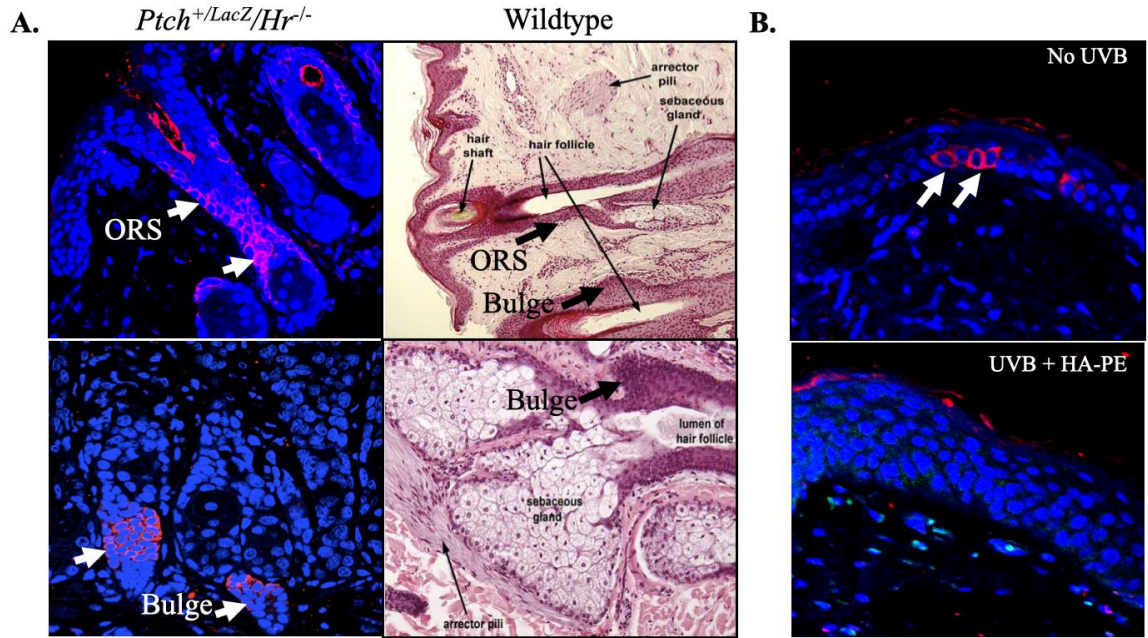 A.
Ptch+/LacZ/Hr-/-
Wildtype
B.
ORS
arrector
pili
sebaceous
gland
hair
shaft
hair follicle
ORS
Bulge
No UVB
Bulge
Bulge
lumen of
hair follicle
sebaceous
gland
arrector pili
UVB + HA-PE